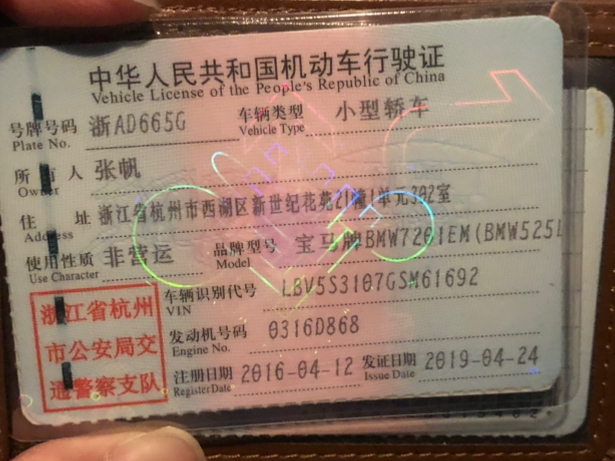 中华人民共和国机动车行驶证
Vehicle License of the People's Republic of China
号牌号码 浙AD665G 车辆类型 小型轿车
Plate No. Vehicle Type
所有人 张帆
Owner
住 址 浙江省杭州市西湖区新世纪花苑21幢1单元302室
Address
使用性质 非营运 品牌型号 宝马牌BMW7201EM(BMW525L
Use Character Model
浙江省杭州
市公安局交
通警察支队
车辆识别代号 LBV5S3107GSM61692
VIN
发动机号码 0316D868
Engine No.
注册日期 2016-04-12 发证日期 2019-04-24
Register Date Issue Date